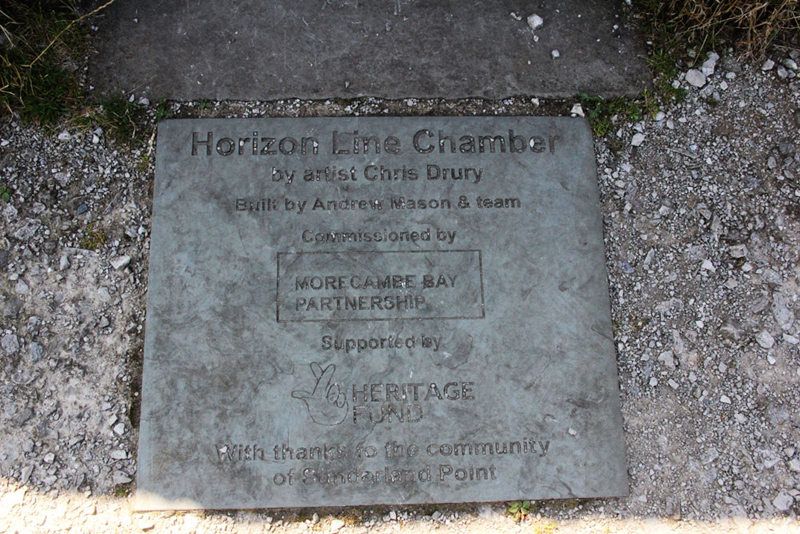 Horizon Line Chamber
by artist Chris Drury
Built by Andrew Mason & team
Commissioned by
MORECAMBE BAY
PARTNERSHIP
Supported by
HERITAGE
FUND
With thanks to the community
of Sunderland Point